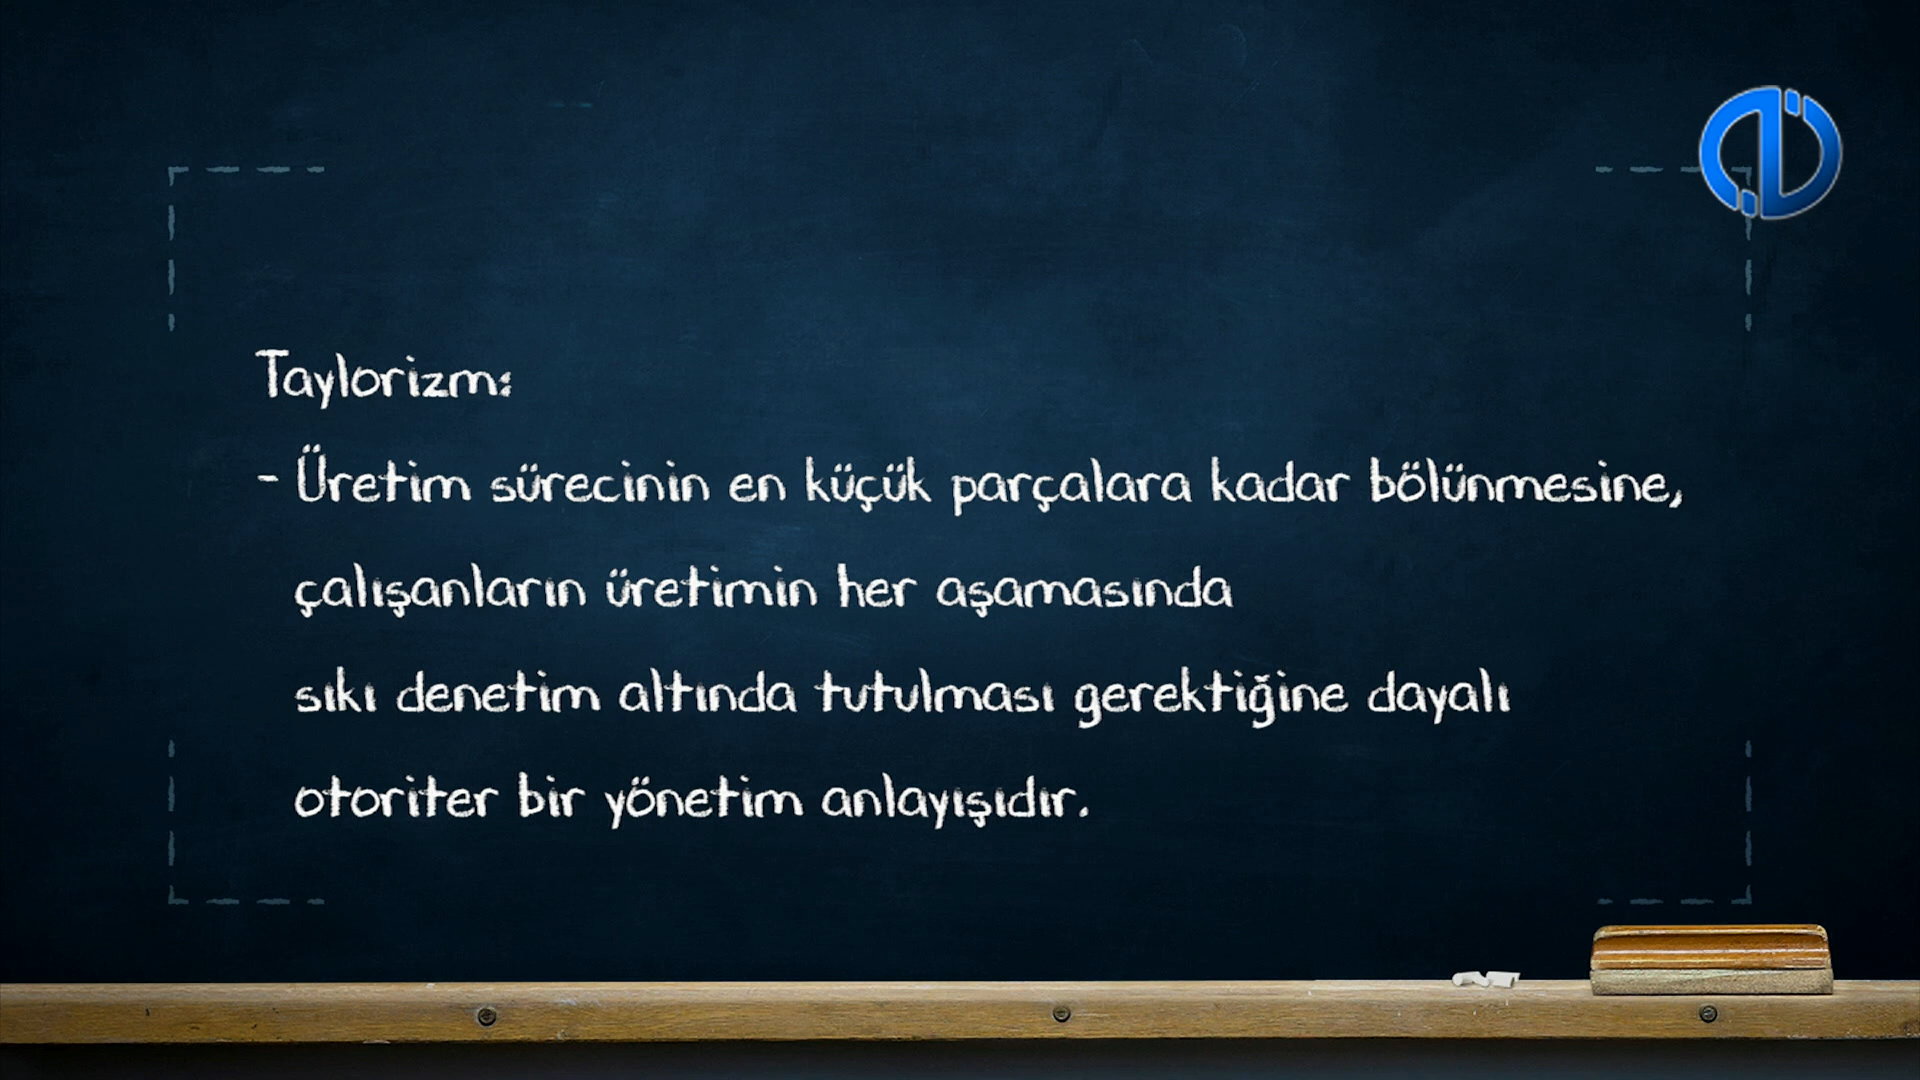 Taylorizm:
- Üretim sürecinin en küçük parçalara kadar bölünmesine,
çalışanların üretimin her aşamasında
sıkı denetim altında tutulması gerektiğine dayalı
otoriter bir yönetim anlayışıdır.